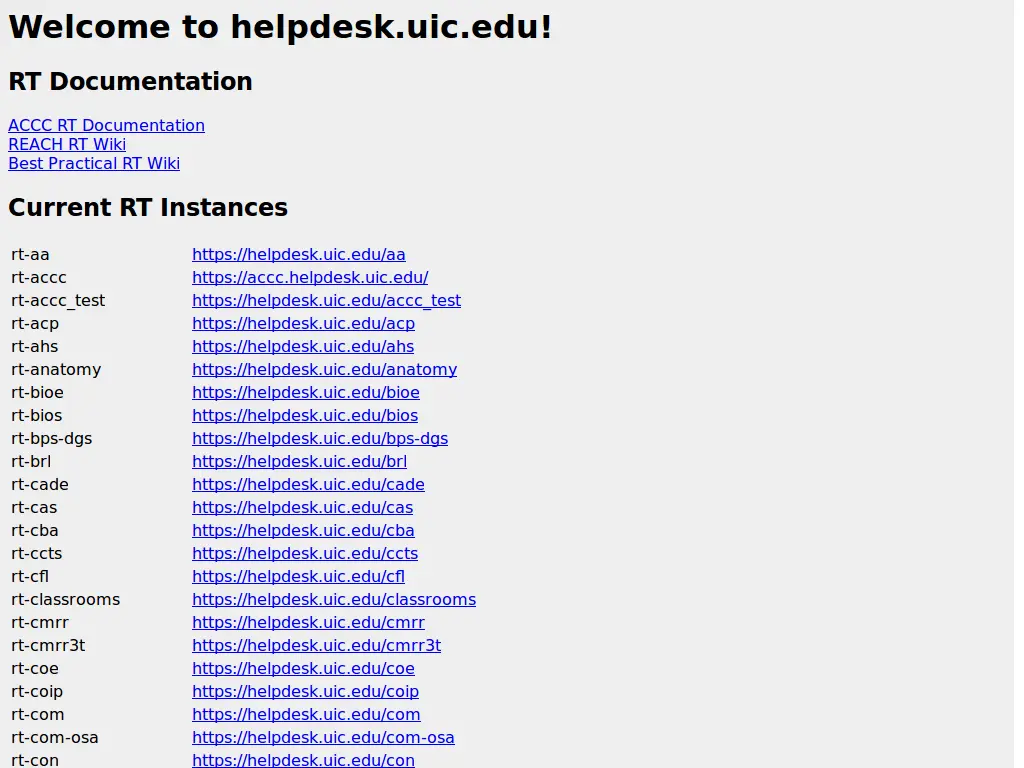 Welcome to helpdesk.uic.edu!
RT Documentation
ACCC RT Documentation
REACH RT Wiki
Best Practical RT Wiki
Current RT Instances
rt-aa https://helpdesk.uic.edu/aa
rt-accc https://accc.helpdesk.uic.edu/
rt-accc_test https://helpdesk.uic.edu/accc_test
rt-acp https://helpdesk.uic.edu/acp
rt-ahs https://helpdesk.uic.edu/ahs
rt-anatomy https://helpdesk.uic.edu/anatomy
rt-bioe https://helpdesk.uic.edu/bioe
rt-bios https://helpdesk.uic.edu/bios
rt-bps-dgs https://helpdesk.uic.edu/bps-dgs
rt-brl https://helpdesk.uic.edu/brl
rt-cade https://helpdesk.uic.edu/cade
rt-cas https://helpdesk.uic.edu/cas
rt-cba https://helpdesk.uic.edu/cba
rt-ccts https://helpdesk.uic.edu/ccts
rt-cfl https://helpdesk.uic.edu/cfl
rt-classrooms https://helpdesk.uic.edu/classrooms
rt-cmrr https://helpdesk.uic.edu/cmrr
rt-cmrr3t https://helpdesk.uic.edu/cmrr3t
rt-coe https://helpdesk.uic.edu/coe
rt-coip https://helpdesk.uic.edu/coip
rt-com https://helpdesk.uic.edu/com
rt-com-osa https://helpdesk.uic.edu/com-osa
rt-con https://helpdesk.uic.edu/con